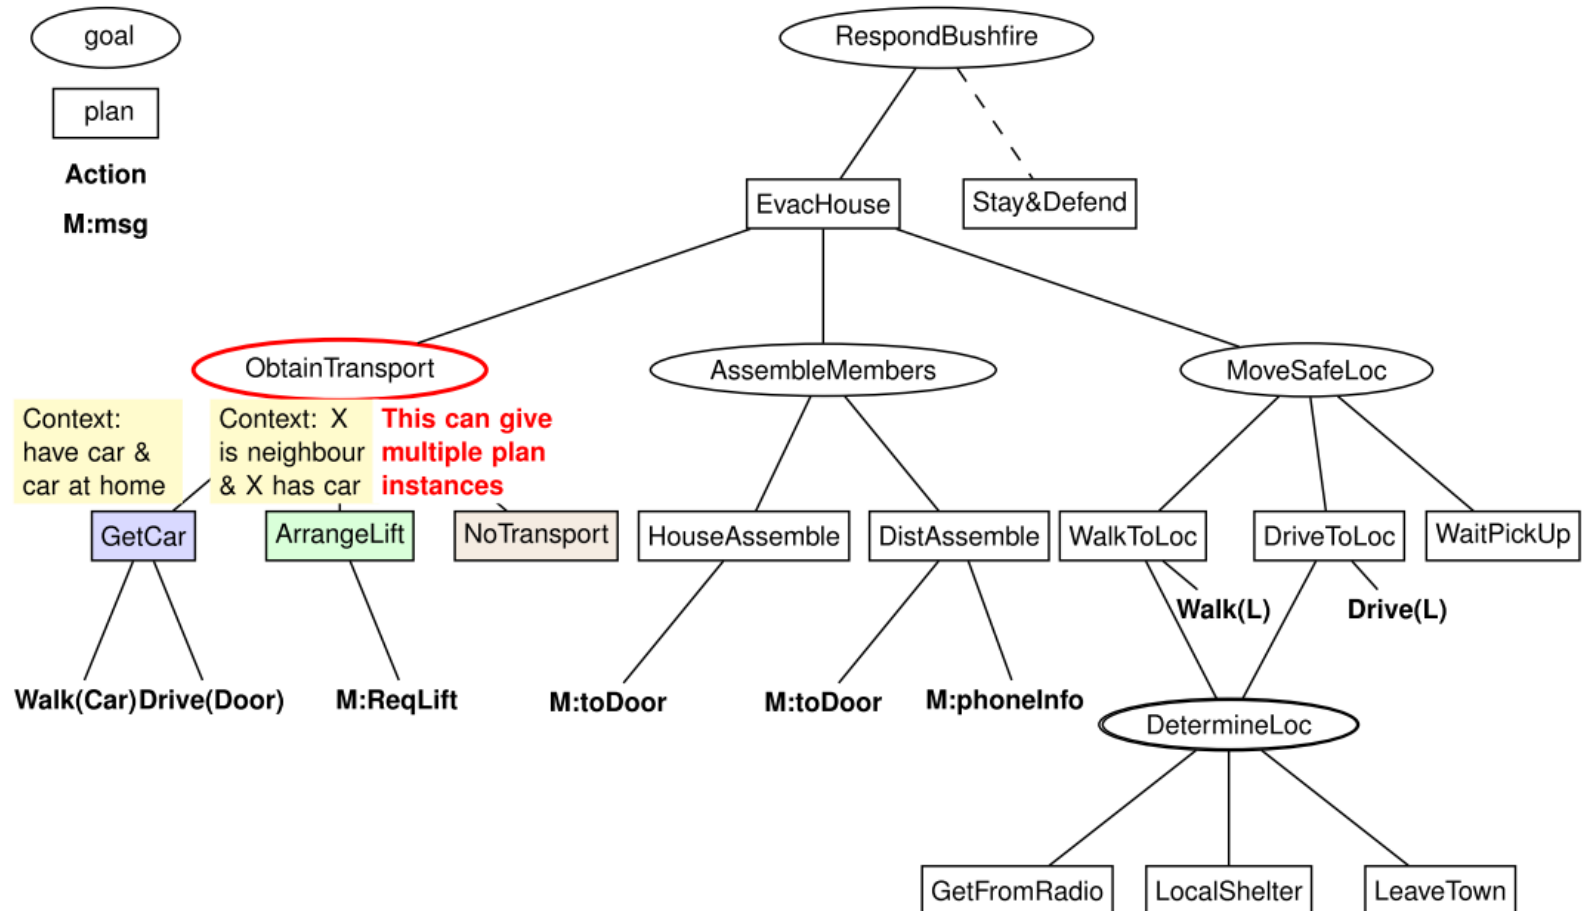 goal
RespondBushfire
plan
Action
M:msg
EvacHouse
Stay&Defend
ObtainTransport
AssembleMembers
MoveSafeLoc
Context:
have car &
car at home
Context: X
is neighbour
& X has car
This can give
multiple plan
instances
GetCar
ArrangeLift
NoTransport
HouseAssemble
DistAssemble
WalkToLoc
DriveToLoc
WaitPickUp
Walk(L)
Drive(L)
Walk(Car)
Drive(Door)
M:ReqLift
M:toDoor
M:toDoor
M:phoneInfo
DetermineLoc
GetFromRadio
LocalShelter
LeaveTown